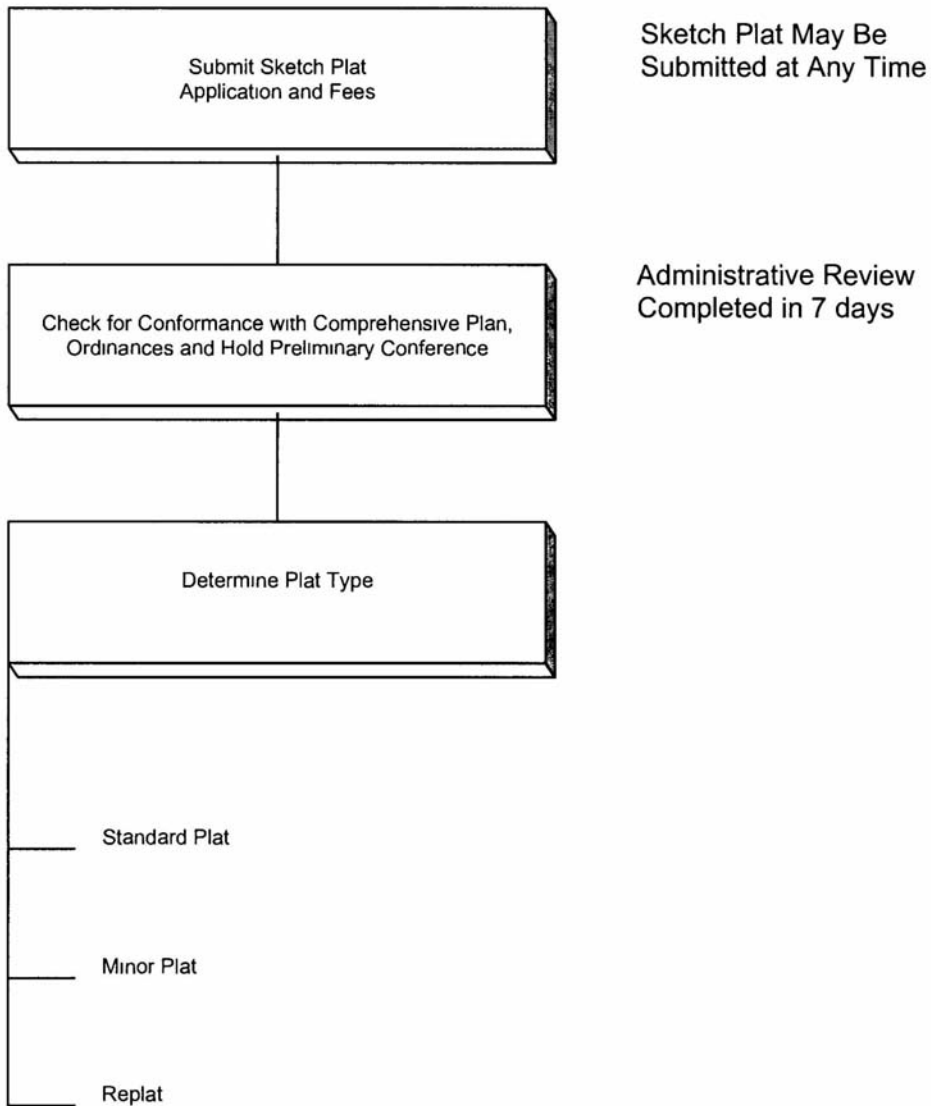 Submit Sketch Plat
Application and Fees
Sketch Plat May Be
Submitted at Any Time
Check for Conformance with Comprehensive Plan,
Ordinances and Hold Preliminary Conference
Administrative Review
Completed in 7 days
Determine Plat Type
Standard Plat
Minor Plat
Replat